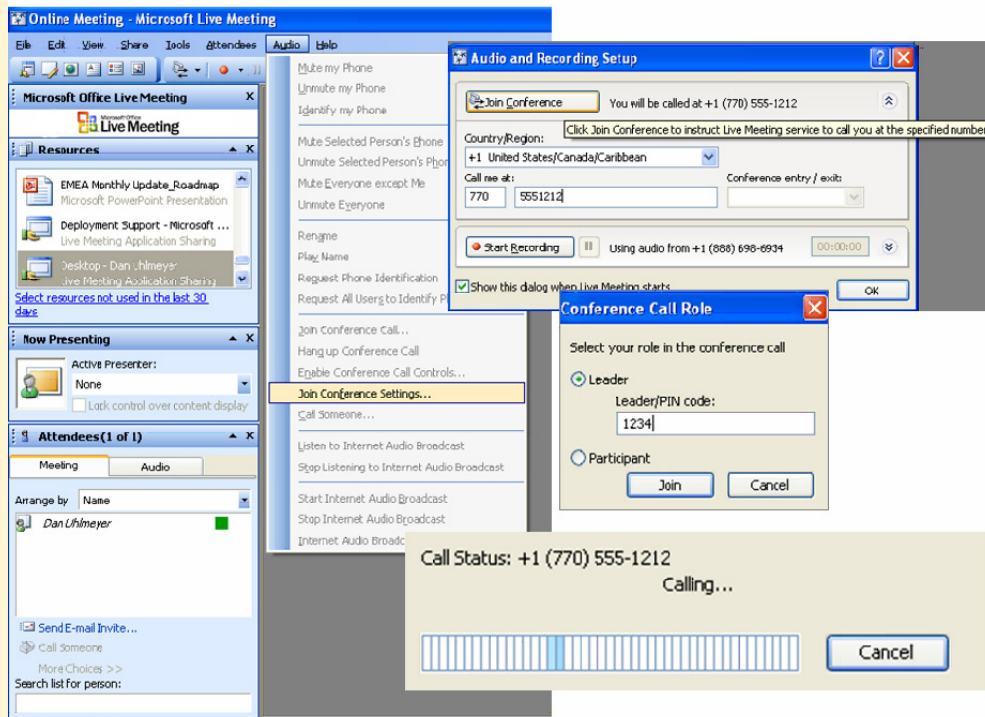 Online Meeting - Microsoft Live Meeting
File Edit View Share Tools Attendees Audio Help
Microsoft Office Live Meeting X
Microsoft Office
Live Meeting
Resources X
EMEA Monthly Update_Roadmap
Microsoft PowerPoint Presentation
Deployment Support - Microsoft ...
Live Meeting Application Sharing
Desktop - Dan Uhlmeyer
Live Meeting Application Sharing
Select resources not used in the last 30
days
Now Presenting X
Active Presenter:
None
Lock control over content display
Attendees(1 of 1) X
Meeting Audio
Arrange by Name
Dan Uhlmeyer
Send E-mail Invite...
Call Someone
More Choices >>
Search list for person:
Mute my Phone
Unmute my Phone
Identify my Phone
Mute Selected Person's Phone
Unmute Selected Person's Phon
Mute Everyone except Me
Unmute Everyone
Rename
Play Name
Request Phone Identification
Request All Users to Identify P
Join Conference Call...
Hang up Conference Call
Enable Conference Call Controls...
Join Conference Settings...
Call Someone...
Listen to Internet Audio Broadcast
Stop Listening to Internet Audio Broadcast
Start Internet Audio Broadcast
Stop Internet Audio Broadcast
Internet Audio Broadc
Audio and Recording Setup ? X
Join Conference You will be called at +1 (770) 555-1212
Click Join Conference to instruct Live Meeting service to call you at the specified number
Country/Region:
+1 United States/Canada/Caribbean
Call me at: Conference entry / exit:
770 5551212
Start Recording Using audio from +1 (888) 698-6934 00:00:00
Show this dialog when Live Meeting starts
OK
Conference Call Role X
Select your role in the conference call
Leader
Leader/PIN code:
1234
Participant
Join Cancel
Call Status: +1 (770) 555-1212
Calling...
Cancel